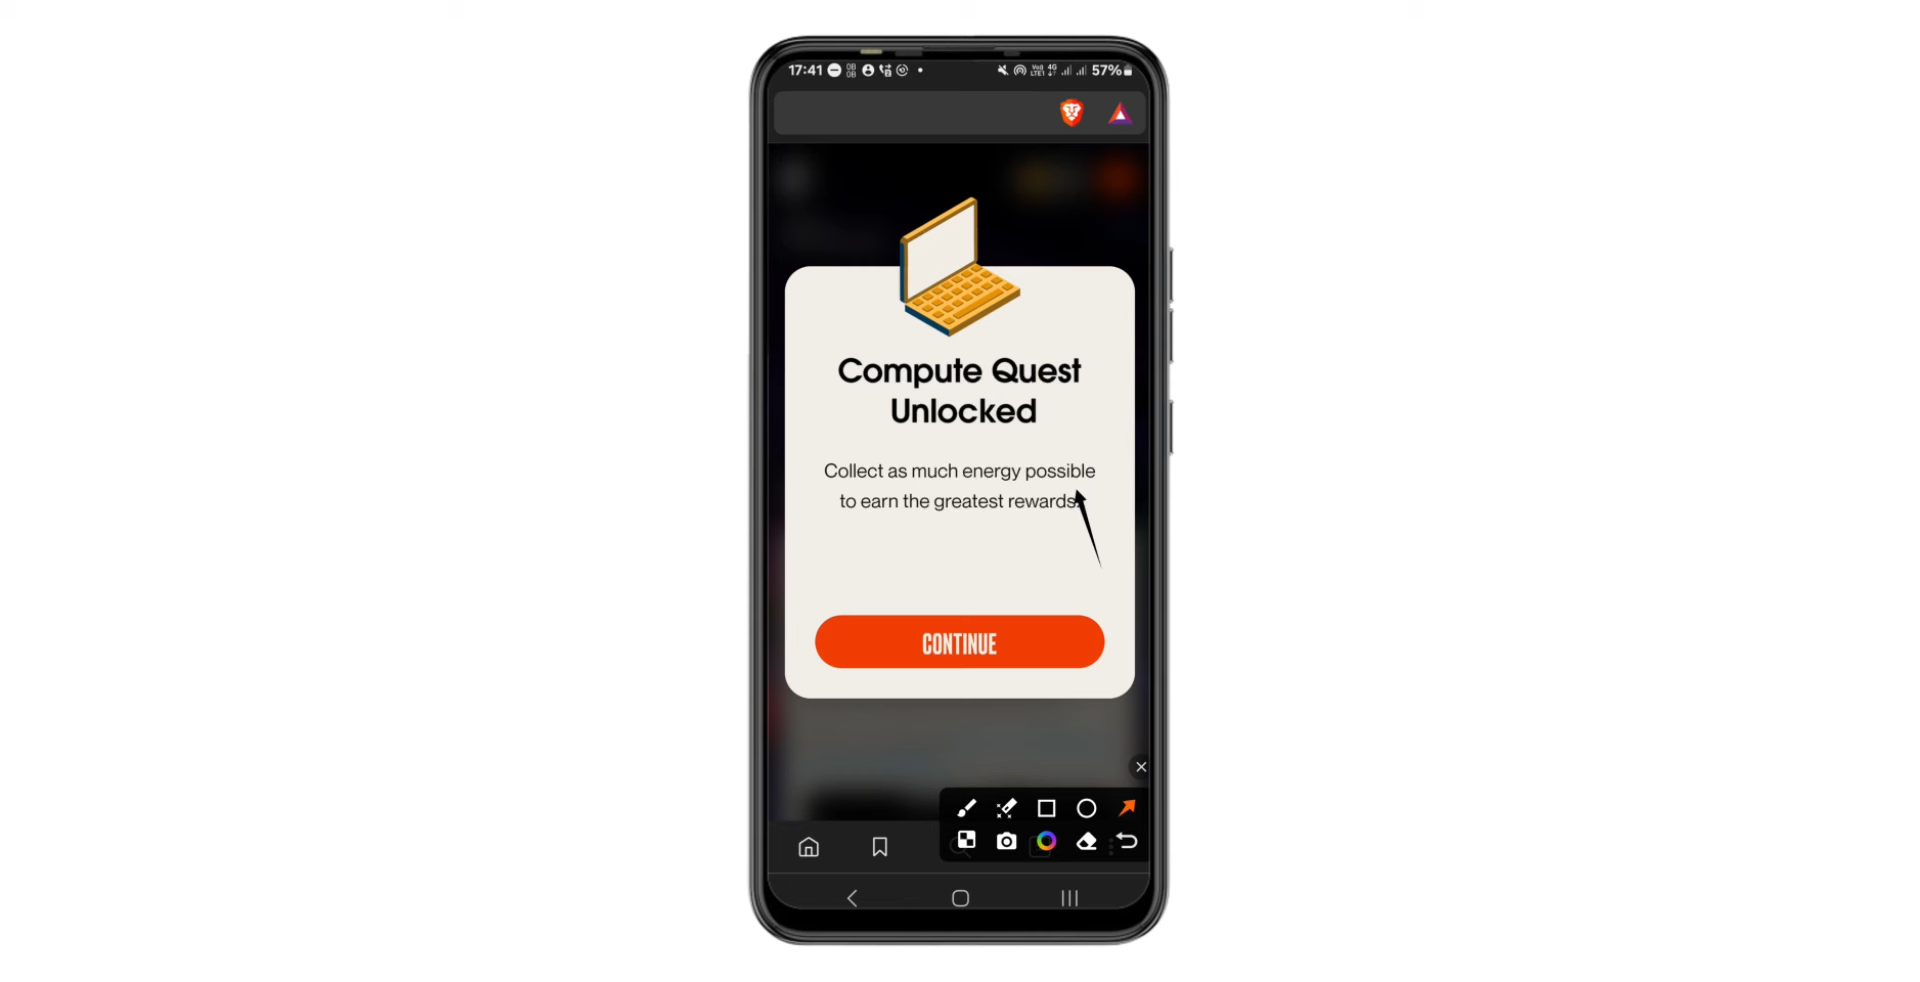 17:41 57%
Compute Quest
Unlocked
Collect as much energy possible
to earn the greatest rewards.
CONTINUE